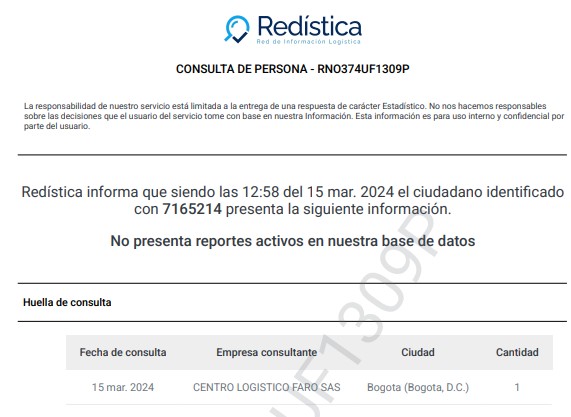 Redística
Red de Información Logística
CONSULTA DE PERSONA - RNO374UF1309P
La responsabilidad de nuestro servicio está limitada a la entrega de una respuesta de carácter Estadístico. No nos hacemos responsables
sobre las decisiones que el usuario del servicio tome con base en nuestra Información. Esta información es para uso interno y confidencial por
parte del usuario.
Redística informa que siendo las 12:58 del 15 mar. 2024 el ciudadano identificado
con 7165214 presenta la siguiente información.
No presenta reportes activos en nuestra base de datos
Huella de consulta
Fecha de consulta Empresa consultante Ciudad Cantidad
15 mar. 2024 CENTRO LOGISTICO FARO SAS Bogota (Bogota, D.C.) 1
UF1309P